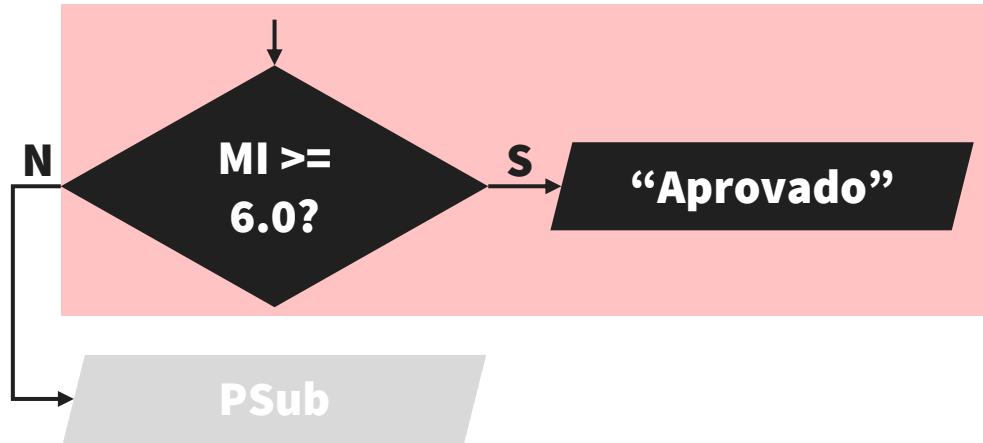 N
MI >=
6.0?
S
“Aprovado”
PSub